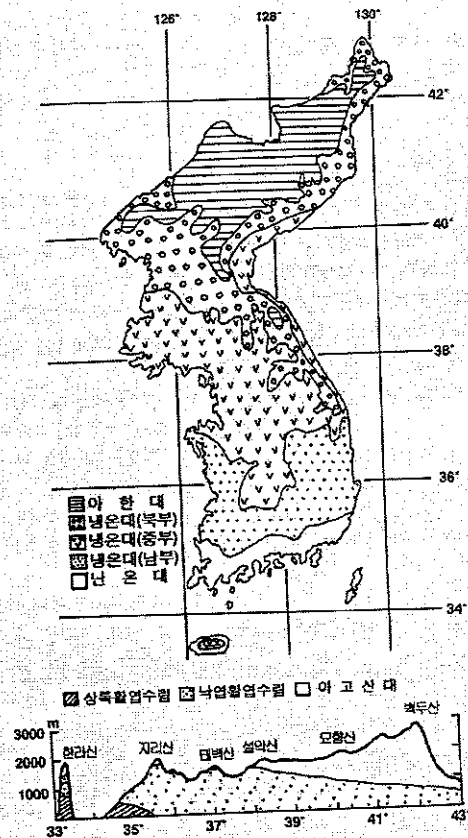 126° 128° 130°
42°
40°
38°
36°
34°
아 한 대
냉온대(북부)
냉온대(중부)
냉온대(남부)
난 온 대
상록활엽수림 낙엽활엽수림 아 고 산 대
m
3000
2000
1000
한라산 지리산 태백산 설악산 묘향산 백두산
33° 35° 37° 39° 41° 43°